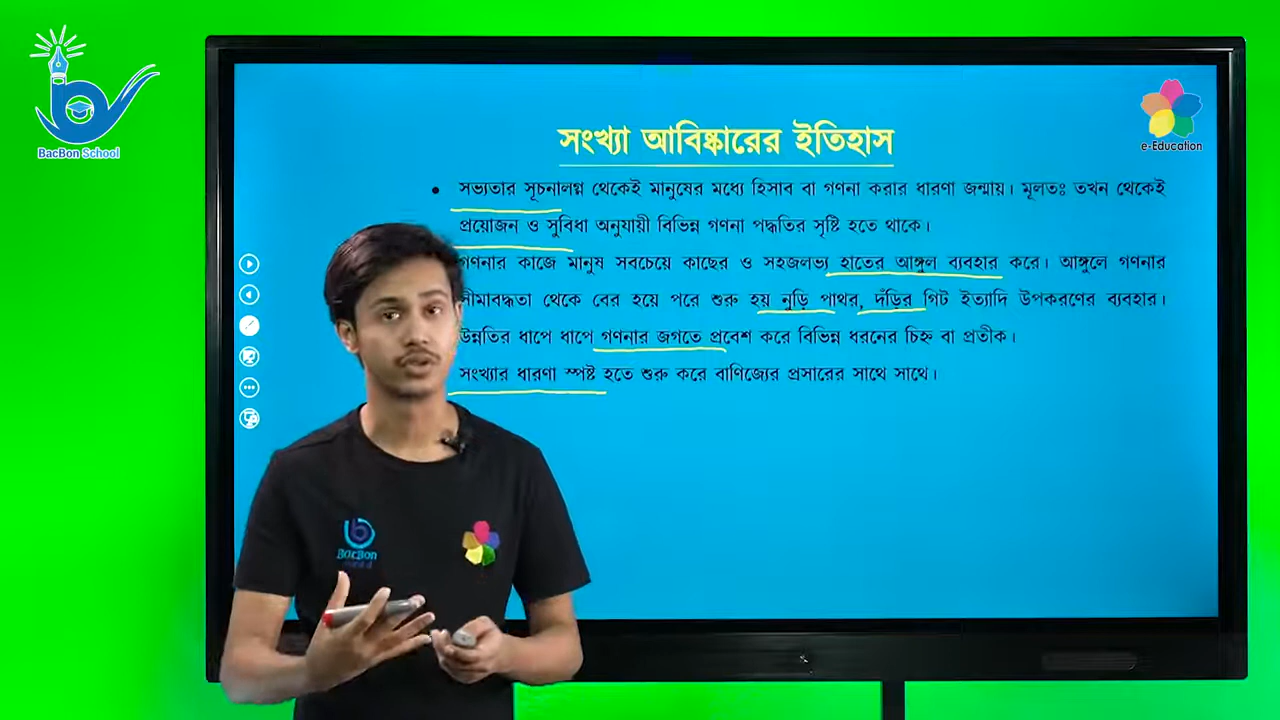 BacBon School
e-Education
সংখ্যা আবিষ্কারের ইতিহাস
• সভ্যতার সূচনালগ্ন থেকেই মানুষের মধ্যে হিসাব বা গণনা করার ধারণা জন্মায়। মূলতঃ তখন থেকেই
প্রয়োজন ও সুবিধা অনুযায়ী বিভিন্ন গণনা পদ্ধতির সৃষ্টি হতে থাকে।
গণনার কাজে মানুষ সবচেয়ে কাছের ও সহজলভ্য হাতের আঙ্গুল ব্যবহার করে। আঙ্গুলে গণনার
সীমাবদ্ধতা থেকে বের হয়ে পরে শুরু হয় নুড়ি পাথর, দঁড়ির গিট ইত্যাদি উপকরণের ব্যবহার।
উন্নতির ধাপে ধাপে গণনার জগতে প্রবেশ করে বিভিন্ন ধরনের চিহ্ন বা প্রতীক।
সংখ্যার ধারণা স্পষ্ট হতে শুরু করে বাণিজ্যের প্রসারের সাথে সাথে।
BacBon